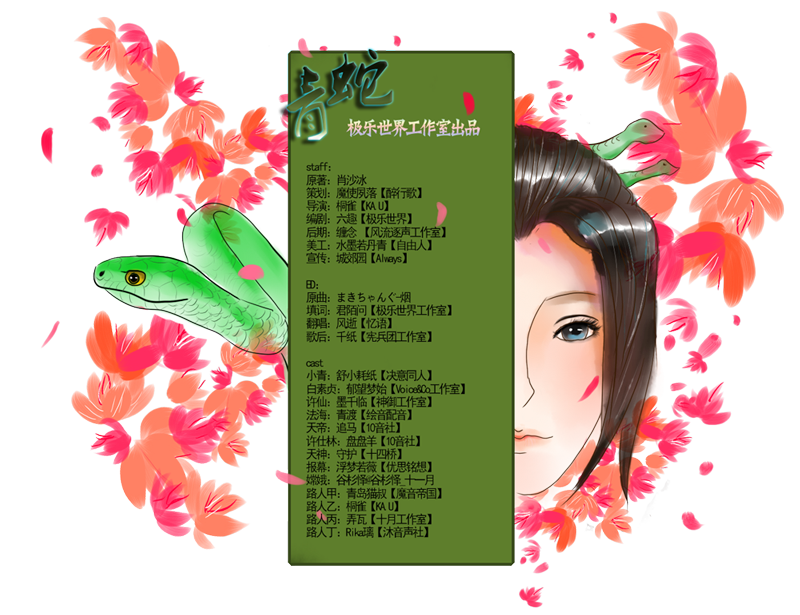 青蛇
极乐世界工作室出品
staff:
原著：肖沙冰
策划：魔使夙落【醉行歌】
导演：桐雀【KA U】
编剧：六趣【极乐世界】
后期：缠念 【风流逐声工作室】
美工：水墨若丹青【自由人】
宣传：城郊园【Always】
ED:
原曲：まきちゃんぐ-烟
填词：君陌问【极乐世界工作室】
翻唱：风逝【忆语】
歌后：千纸【宪兵团工作室】
cast
小青：舒小耗纸【决意同人】
白素贞：郁望梦始【Voice&Co工作室】
许仙：墨千临【神御工作室】
法海：青渡【绘音配音】
天帝：追马【10音社】
许仕林：盘盘羊【10音社】
天神：守护【十四桥】
报幕：浮梦若薇【优思铭想】
嫦娥：谷杉怿谷杉怿_十一月
路人甲：青岛猫叔【魔音帝国】
路人乙：桐雀【KA U】
路人丙：弄瓦【十月工作室】
路人丁：Rika璃【沐音声社】